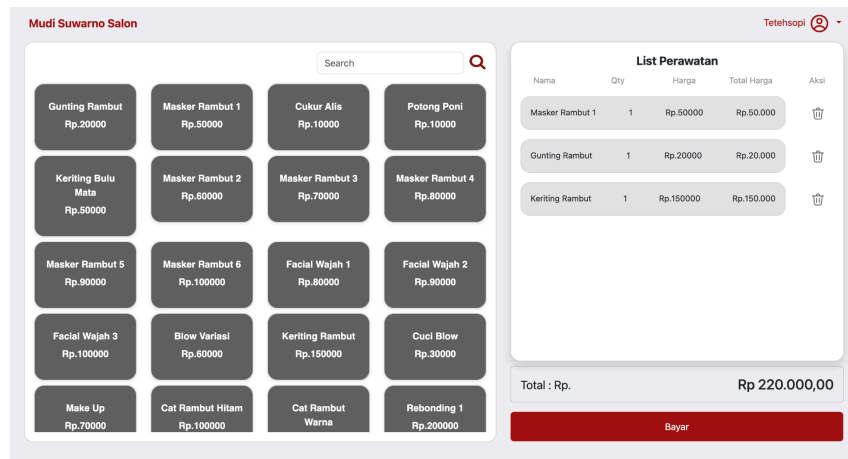 Mudi Suwarno Salon
Tetehsopi
Search
Gunting Rambut
Rp.20000
Masker Rambut 1
Rp.50000
Cukur Alis
Rp.10000
Potong Poni
Rp.10000
Keriting Bulu
Mata
Rp.50000
Masker Rambut 2
Rp.60000
Masker Rambut 3
Rp.70000
Masker Rambut 4
Rp.80000
Masker Rambut 5
Rp.90000
Masker Rambut 6
Rp.100000
Facial Wajah 1
Rp.80000
Facial Wajah 2
Rp.90000
Facial Wajah 3
Rp.100000
Blow Variasi
Rp.60000
Keriting Rambut
Rp.150000
Cuci Blow
Rp.30000
Make Up
Rp.70000
Cat Rambut Hitam
Rp.100000
Cat Rambut
Warna
Rebonding 1
Rp.200000
List Perawatan
Nama Qty Harga Total Harga Aksi
Masker Rambut 1 1 Rp.50000 Rp.50.000
Gunting Rambut 1 Rp.20000 Rp.20.000
Keriting Rambut 1 Rp.150000 Rp.150.000
Total : Rp. Rp 220.000,00
Bayar